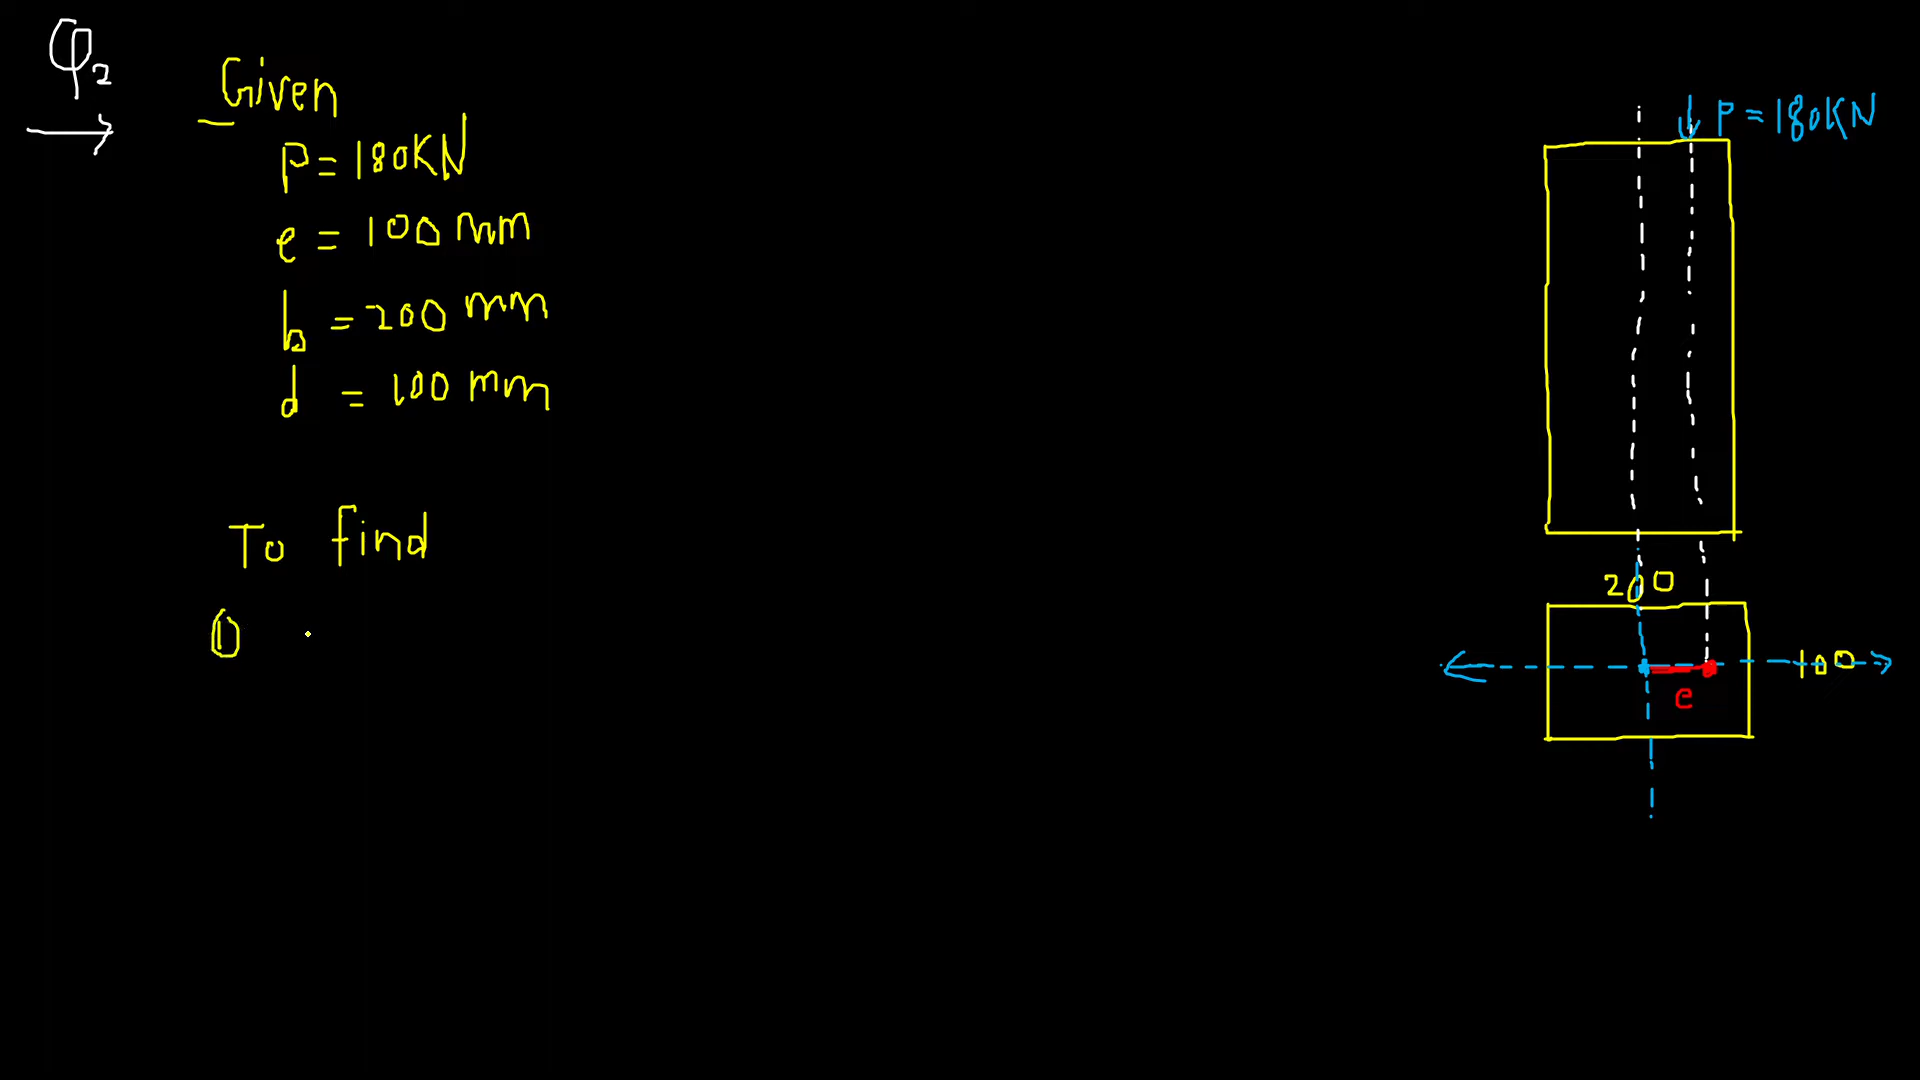 Q2
Given
P = 180KN
e = 100 mm
b = 200 mm
d = 100 mm
To find
①
P = 180KN
200
100
e